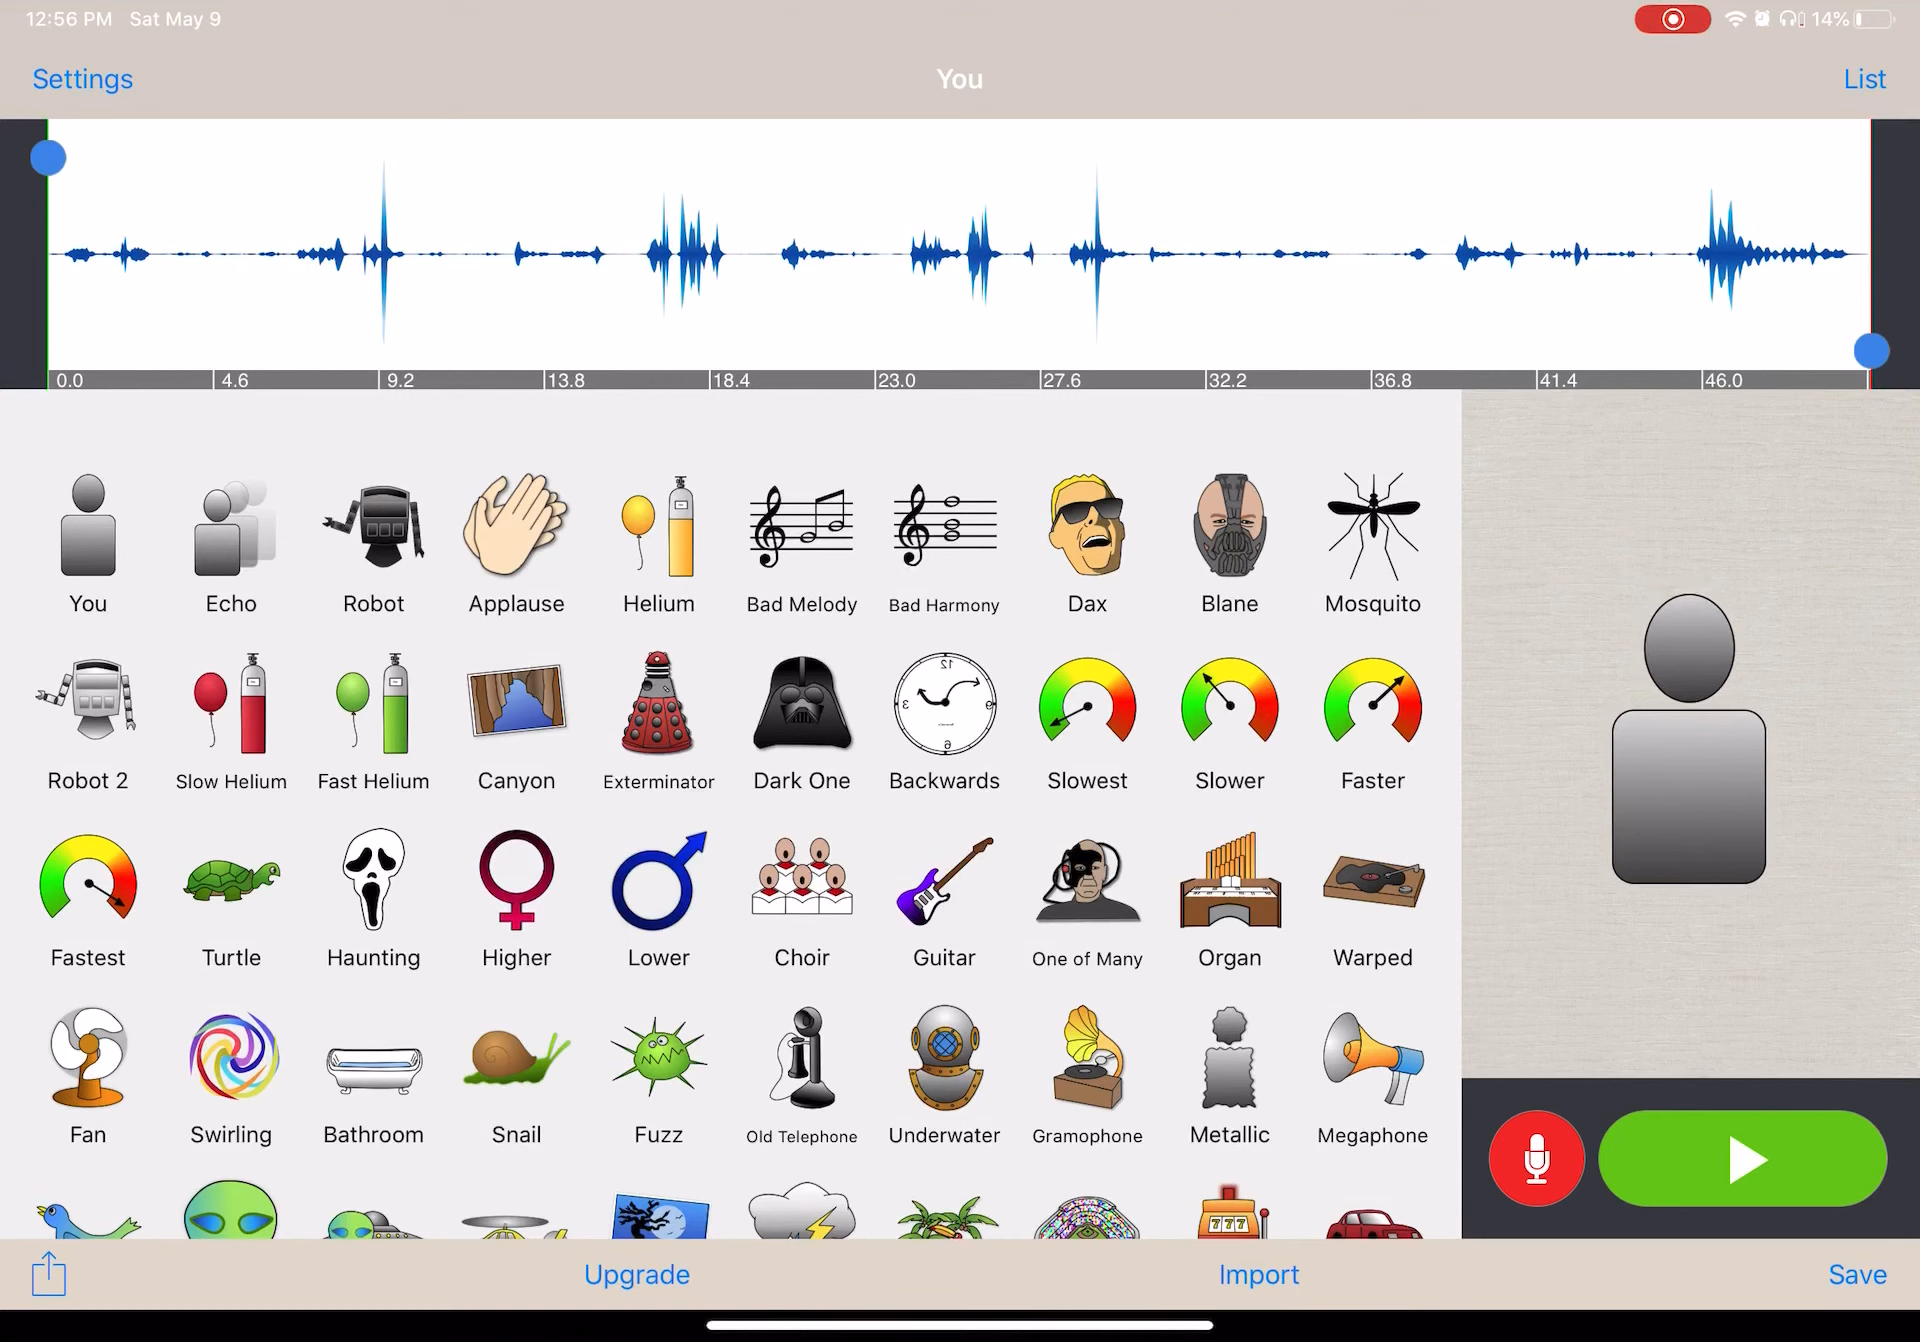 12:56 PM Sat May 9 14%
Settings You List
0.0 4.6 9.2 13.8 18.4 23.0 27.6 32.2 36.8 41.4 46.0
You Echo Robot Applause Helium Bad Melody Bad Harmony Dax Blane Mosquito
Robot 2 Slow Helium Fast Helium Canyon Exterminator Dark One Backwards Slowest Slower Faster
Fastest Turtle Haunting Higher Lower Choir Guitar One of Many Organ Warped
Fan Swirling Bathroom Snail Fuzz Old Telephone Underwater Gramophone Metallic Megaphone
777
Upgrade Import Save